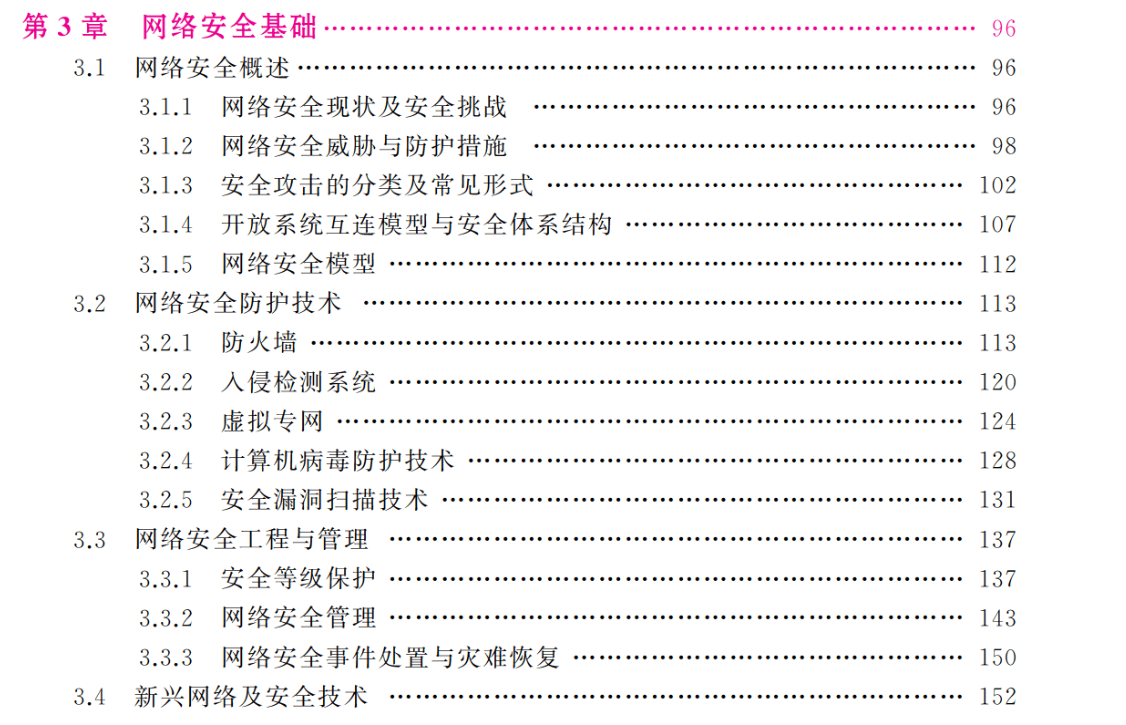 第 3 章 网络安全基础 …………………………………………………………………… 96
3.1 网络安全概述 …………………………………………………………………… 96
3.1.1 网络安全现状及安全挑战 …………………………………………… 96
3.1.2 网络安全威胁与防护措施 …………………………………………… 98
3.1.3 安全攻击的分类及常见形式 ………………………………………… 102
3.1.4 开放系统互连模型与安全体系结构 ………………………………… 107
3.1.5 网络安全模型 ………………………………………………………… 112
3.2 网络安全防护技术 …………………………………………………………… 113
3.2.1 防火墙 ………………………………………………………………… 113
3.2.2 入侵检测系统 ………………………………………………………… 120
3.2.3 虚拟专网 ……………………………………………………………… 124
3.2.4 计算机病毒防护技术 ………………………………………………… 128
3.2.5 安全漏洞扫描技术 …………………………………………………… 131
3.3 网络安全工程与管理 ………………………………………………………… 137
3.3.1 安全等级保护 ………………………………………………………… 137
3.3.2 网络安全管理 ………………………………………………………… 143
3.3.3 网络安全事件处置与灾难恢复 ……………………………………… 150
3.4 新兴网络及安全技术 ………………………………………………………… 152